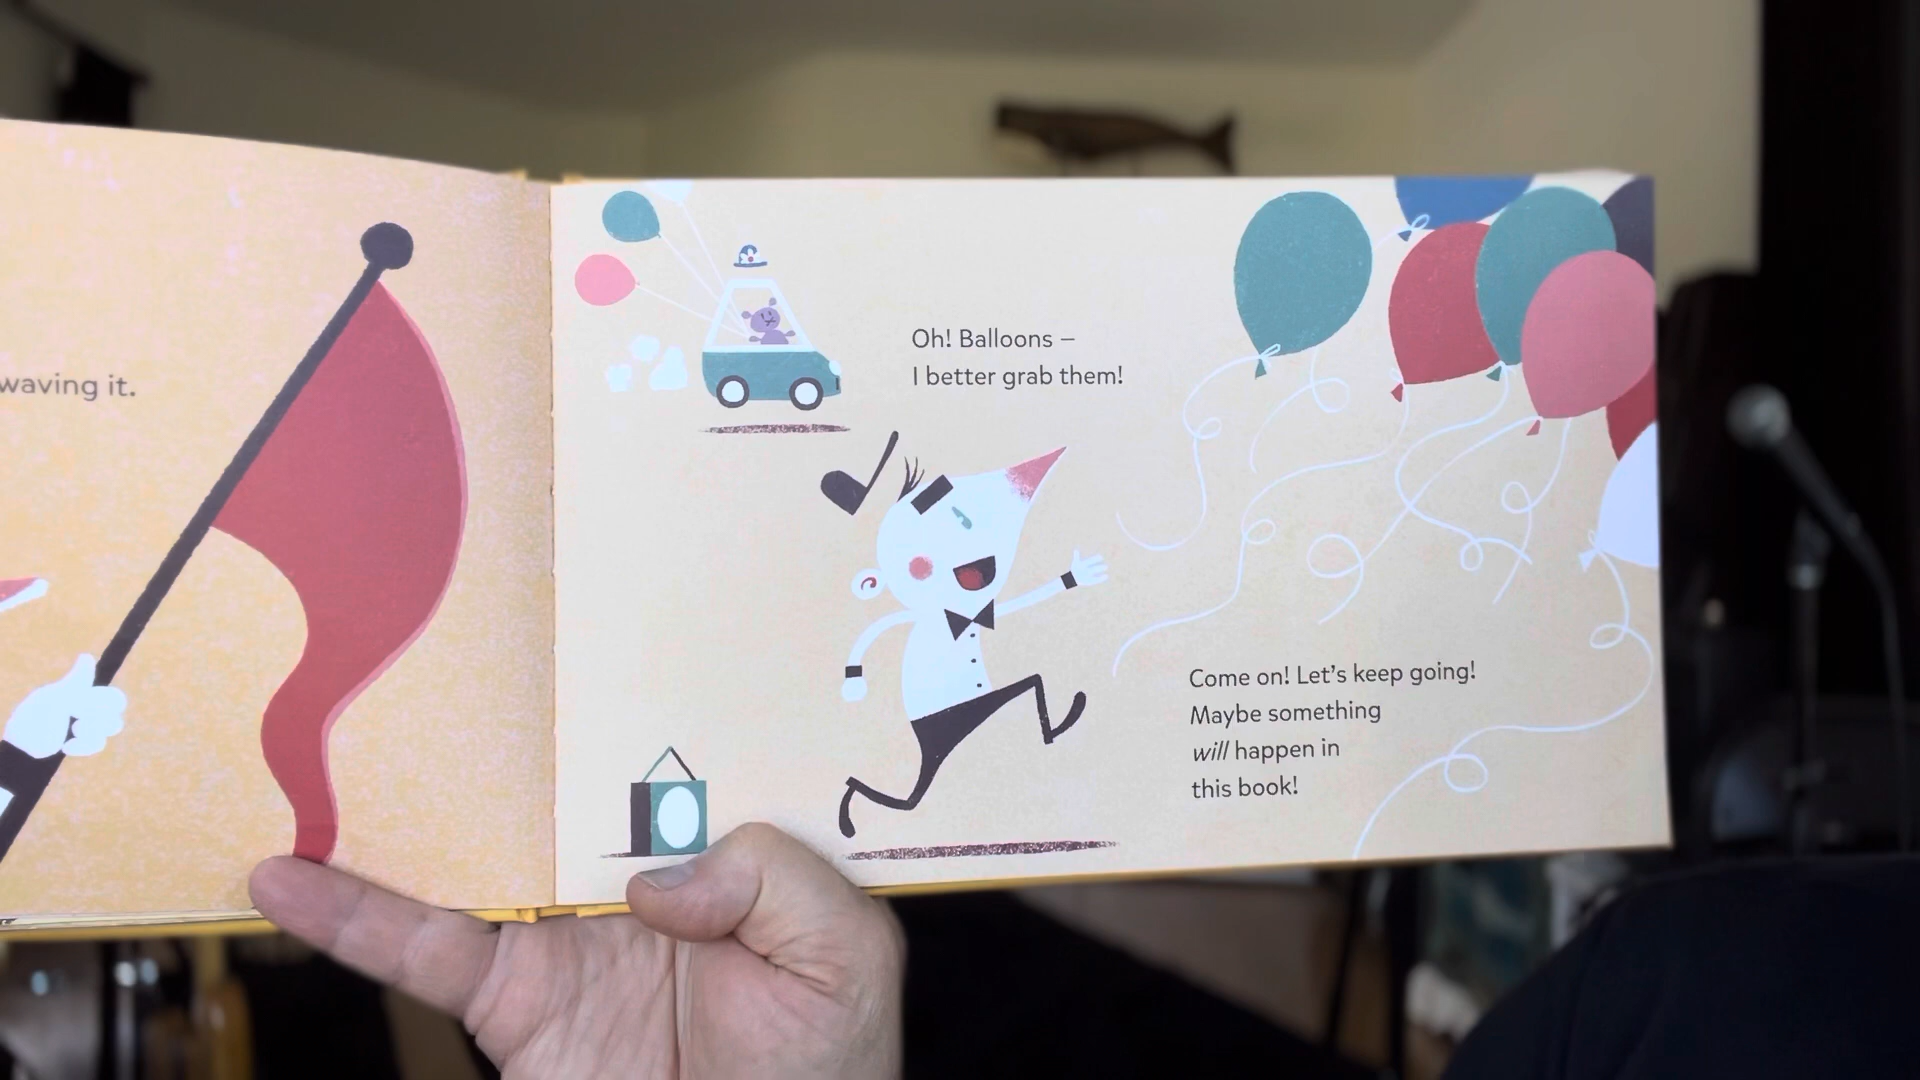 waving it.
Oh! Balloons –
I better grab them!
Come on! Let's keep going!
Maybe something
will happen in
this book!